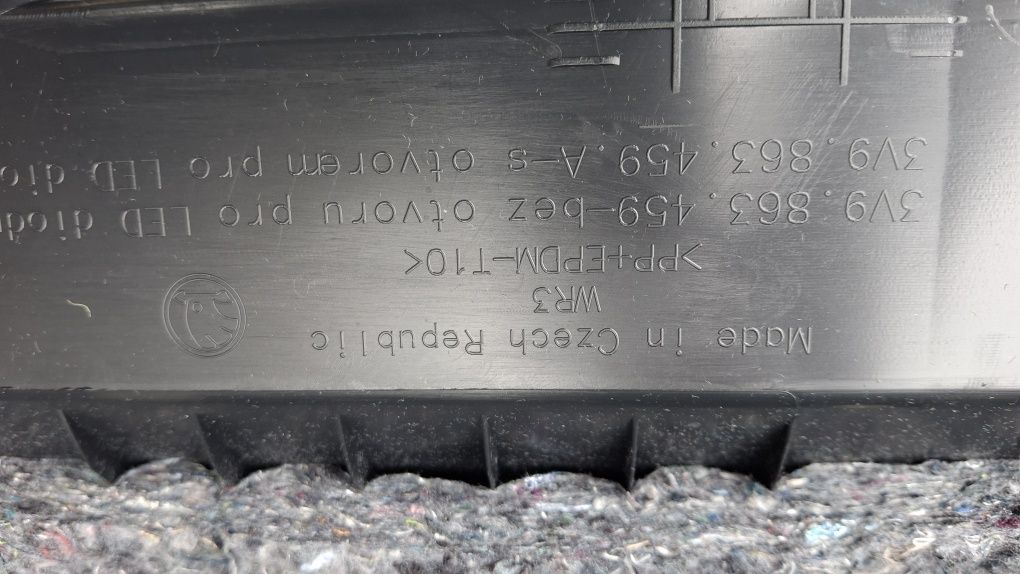 Made in Czech Republic
WR3
>PP+EPDM-T10<
3V9.863.459-bez otvoru pro LED
3V9.863.459.A-s otvorem pro LED